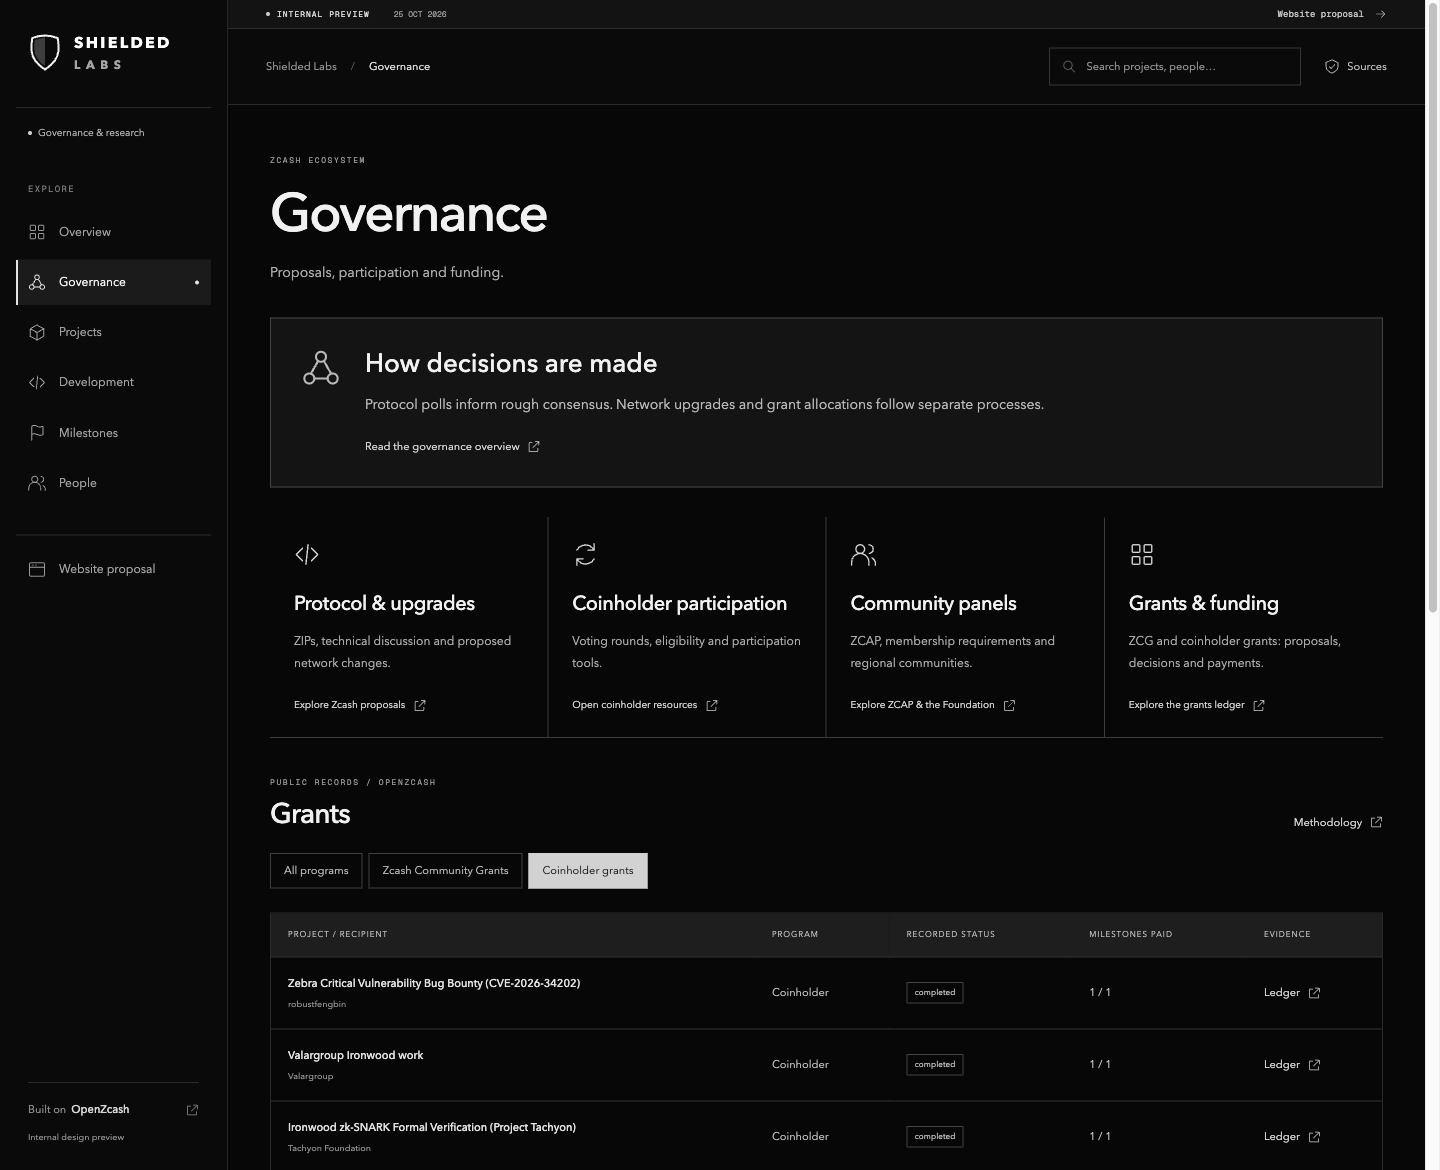 SHIELDED
LABS
Governance & research
EXPLORE
Overview
Governance
Projects
Development
Milestones
People
Website proposal
Built on OpenZcash
Internal design preview
INTERNAL PREVIEW 25 OCT 2026 Website proposal
Shielded Labs / Governance Search projects, people... Sources
ZCASH ECOSYSTEM
Governance
Proposals, participation and funding.
How decisions are made
Protocol polls inform rough consensus. Network upgrades and grant allocations follow separate processes.
Read the governance overview
Protocol & upgrades
ZIPs, technical discussion and proposed
network changes.
Explore Zcash proposals
Coinholder participation
Voting rounds, eligibility and participation
tools.
Open coinholder resources
Community panels
ZCAP, membership requirements and
regional communities.
Explore ZCAP & the Foundation
Grants & funding
ZCG and coinholder grants: proposals,
decisions and payments.
Explore the grants ledger
PUBLIC RECORDS / OPENZCASH
Grants
Methodology
All programs Zcash Community Grants Coinholder grants
PROJECT / RECIPIENT PROGRAM RECORDED STATUS MILESTONES PAID EVIDENCE
Zebra Critical Vulnerability Bug Bounty (CVE-2026-34202)
robustfengbin
Coinholder completed 1 / 1 Ledger
Valargroup Ironwood work
Valargroup
Coinholder completed 1 / 1 Ledger
Ironwood zk-SNARK Formal Verification (Project Tachyon)
Tachyon Foundation
Coinholder completed 1 / 1 Ledger